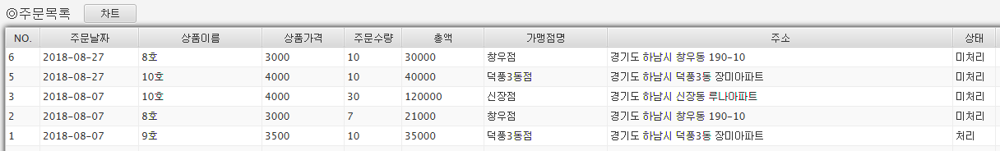 ◎주문목록 차트
NO. 주문날짜 상품이름 상품가격 주문수량 총액 가맹점명 주소 상태
6 2018-08-27 8호 3000 10 30000 창우점 경기도 하남시 창우동 190-10 미처리
5 2018-08-27 10호 4000 10 40000 덕풍3동점 경기도 하남시 덕풍3동 장미아파트 미처리
3 2018-08-07 10호 4000 30 120000 신장점 경기도 하남시 신장동 루나아파트 미처리
2 2018-08-07 8호 3000 7 21000 창우점 경기도 하남시 창우동 190-10 미처리
1 2018-08-07 9호 3500 10 35000 덕풍3동점 경기도 하남시 덕풍3동 장미아파트 처리